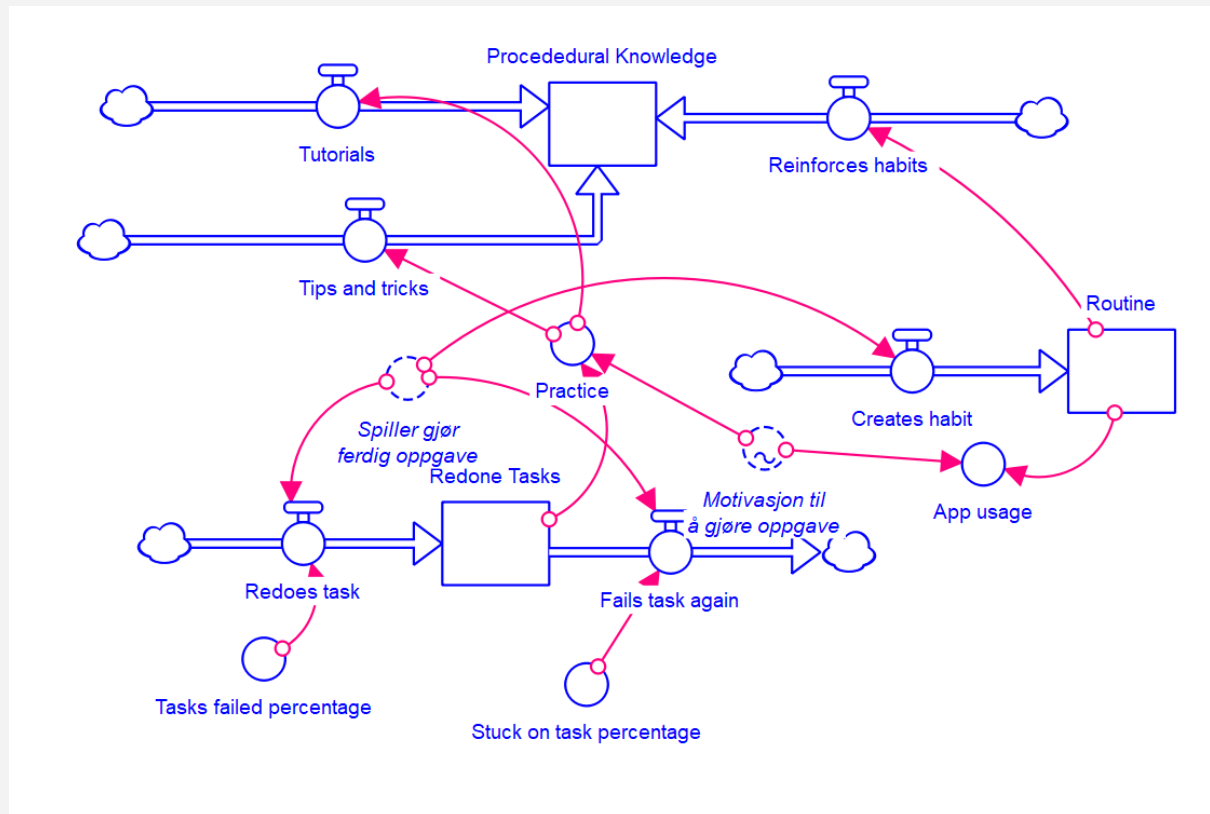 Procededural Knowledge
Tutorials
Reinforces habits
Tips and tricks
Routine
Practice
Creates habit
Spiller gjør
ferdig oppgave
Redone Tasks
Motivasjon til
å gjøre oppgave
App usage
Redoes task
Fails task again
Tasks failed percentage
Stuck on task percentage